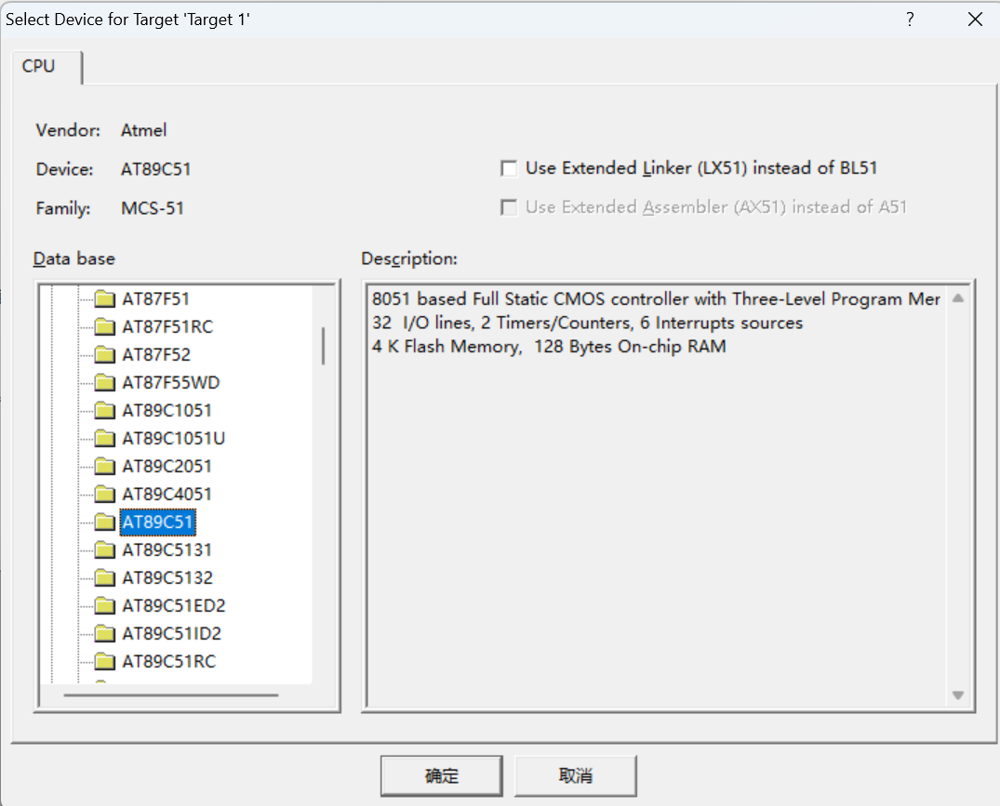 Select Device for Target 'Target 1'
?
CPU
Vendor: Atmel
Device: AT89C51
Family: MCS-51
Use Extended Linker (LX51) instead of BL51
Use Extended Assembler (AX51) instead of A51
Data base
AT87F51
AT87F51RC
AT87F52
AT87F55WD
AT89C1051
AT89C1051U
AT89C2051
AT89C4051
AT89C51
AT89C5131
AT89C5132
AT89C51ED2
AT89C51ID2
AT89C51RC
Description:
8051 based Full Static CMOS controller with Three-Level Program Mer
32 I/O lines, 2 Timers/Counters, 6 Interrupts sources
4 K Flash Memory, 128 Bytes On-chip RAM
确定
取消